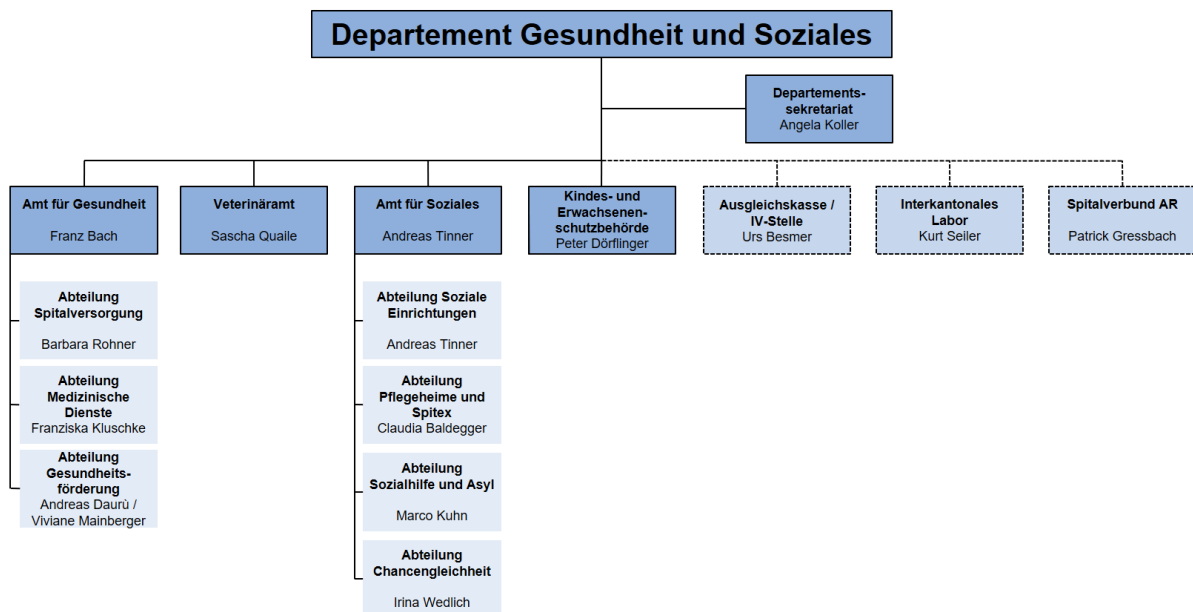 Departement Gesundheit und Soziales
Departements-
sekretariat
Angela Koller
Amt für Gesundheit
Franz Bach
Veterinäramt
Sascha Quaile
Amt für Soziales
Andreas Tinner
Kindes- und
Erwachsenen-
schutzbehörde
Peter Dörflinger
Ausgleichskasse /
IV-Stelle
Urs Besmer
Interkantonales
Labor
Kurt Seiler
Spitalverbund AR
Patrick Gressbach
Abteilung
Spitalversorgung
Barbara Rohner
Abteilung
Medizinische
Dienste
Franziska Kluschke
Abteilung
Gesundheits-
förderung
Andreas Daurù /
Viviane Mainberger
Abteilung Soziale
Einrichtungen
Andreas Tinner
Abteilung
Pflegeheime und
Spitex
Claudia Baldegger
Abteilung
Sozialhilfe und Asyl
Marco Kuhn
Abteilung
Chancengleichheit
Irina Wedlich